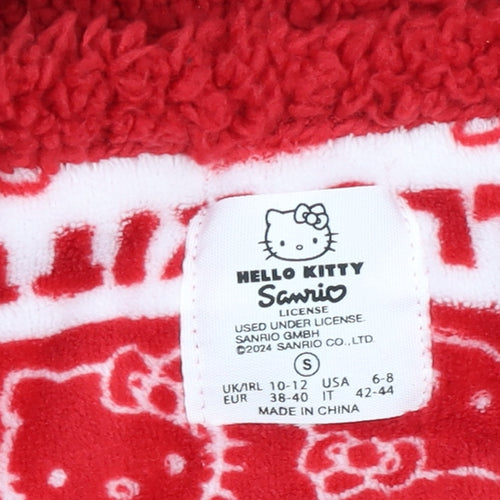 HELLO KITTY
Sanrio
LICENSE
USED UNDER LICENSE.
SANRIO GMBH
©2024 SANRIO CO., LTD.
S
UK/IRL 10-12 USA 6-8
EUR 38-40 IT 42-44
MADE IN CHINA